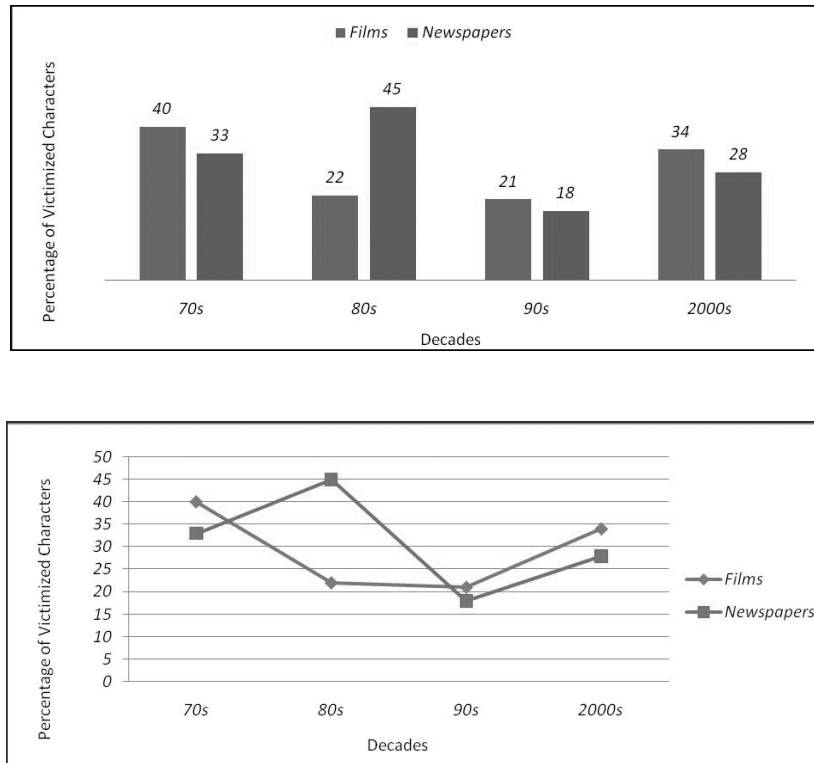 Films Newspapers
Percentage of Victimized Characters
40
33
22
45
21
18
34
28
70s 80s 90s 2000s
Decades
Percentage of Victimized Characters
50
45
40
35
30
25
20
15
10
5
0
70s 80s 90s 2000s
Decades
Films
Newspapers